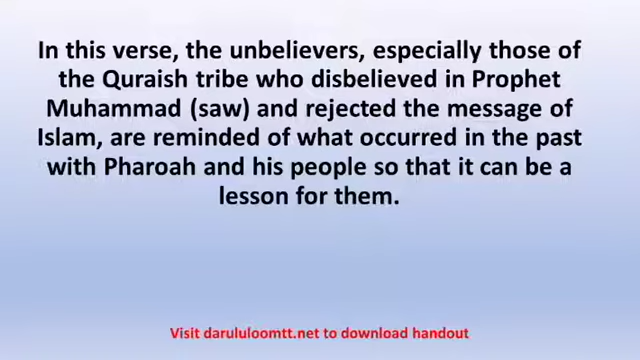 In this verse, the unbelievers, especially those of
the Quraish tribe who disbelieved in Prophet
Muhammad (saw) and rejected the message of
Islam, are reminded of what occurred in the past
with Pharoah and his people so that it can be a
lesson for them.
Visit darululoomtt.net to download handout